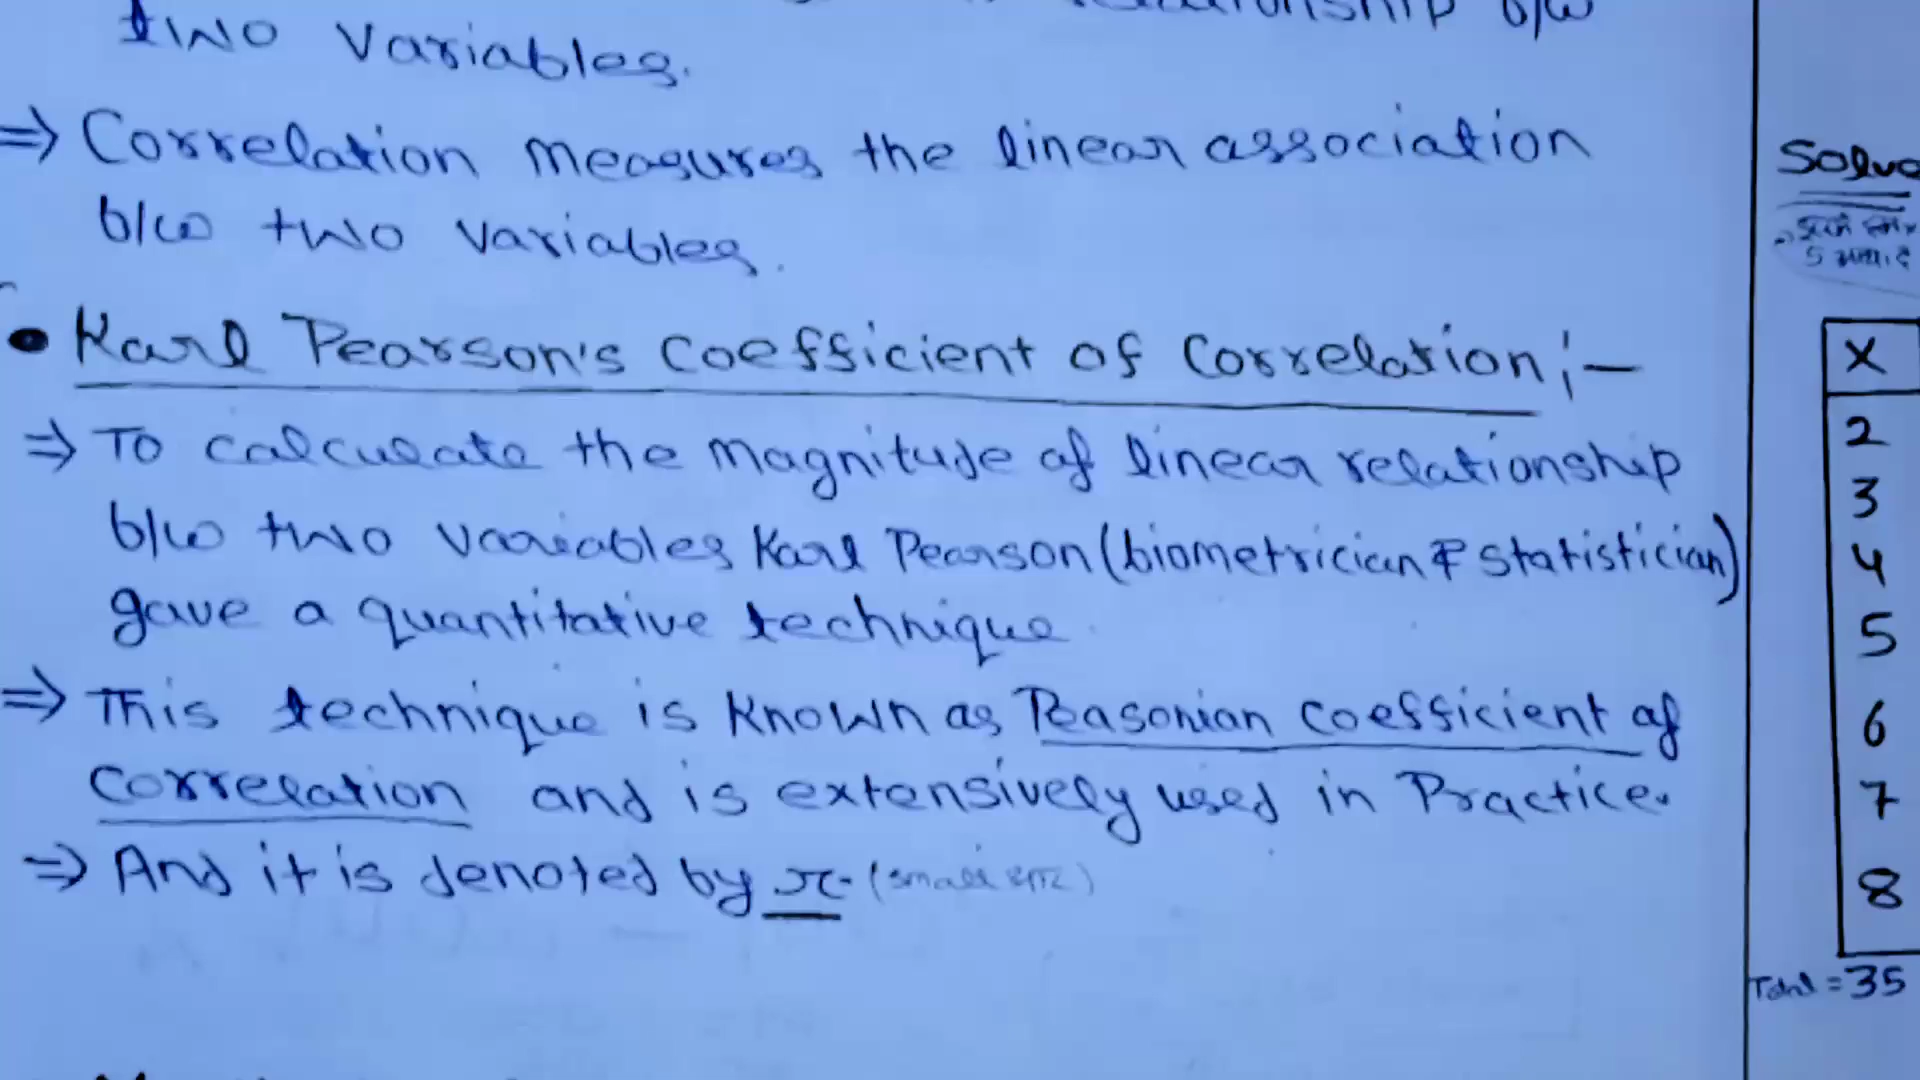 two variables.
⇒ Correlation measures the linear association
b/w two variables.
• Karl Pearson's Coefficient of Correlation :-
⇒ To calculate the magnitude of linear relationship
b/w two variables Karl Pearson (biometrician & statistician)
gave a quantitative technique
⇒ This technique is known as Peasonian coefficient of
correlation and is extensively used in Practice.
⇒ And it is denoted by r. (small
Solve
X
2
3
4
5
6
7
8
Total = 35